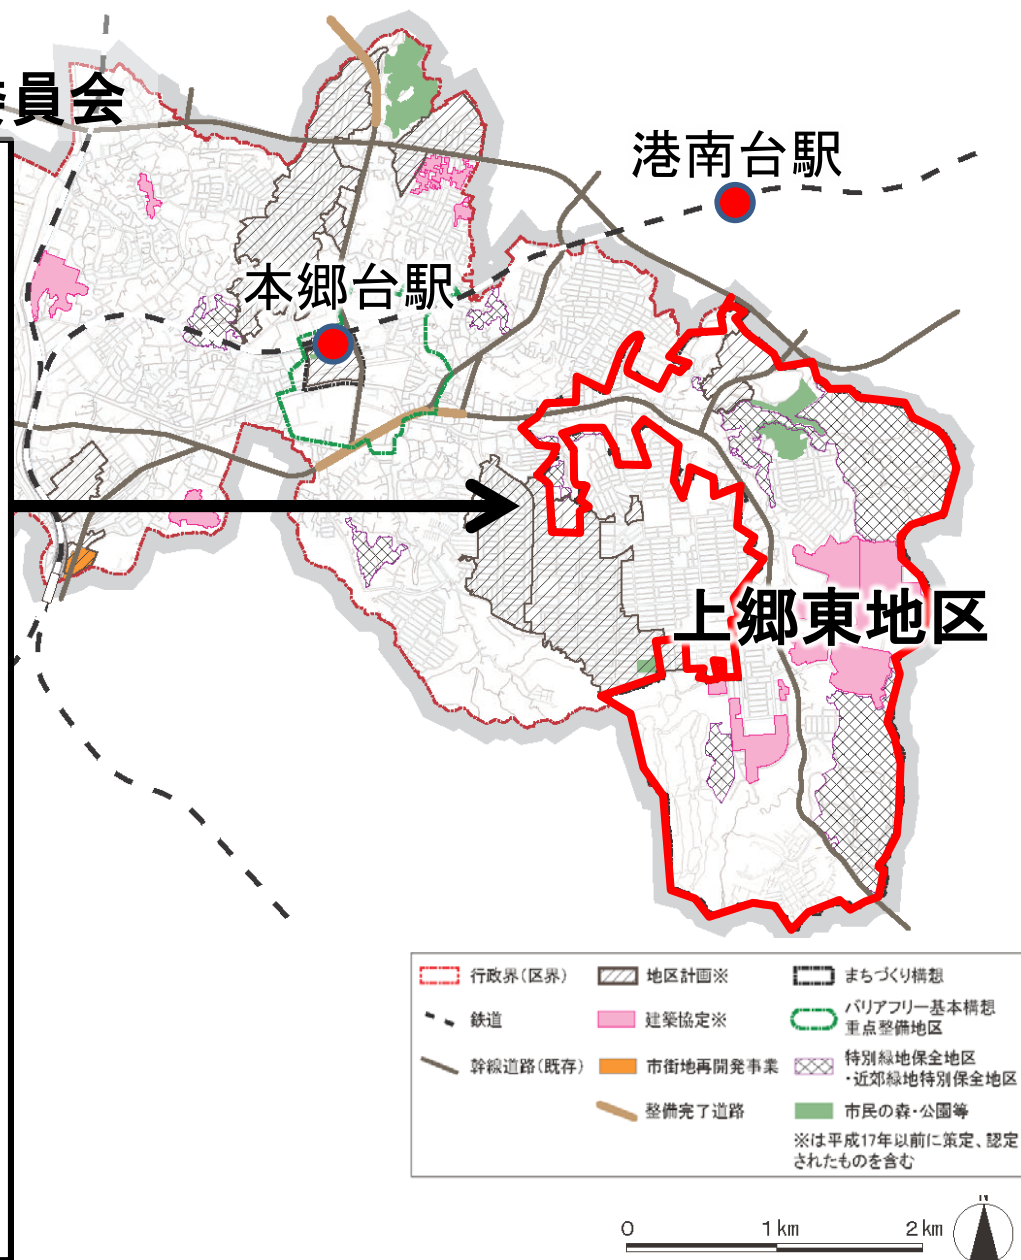 員会
港南台駅
本郷台駅
上郷東地区
行政界(区界)
鉄道
幹線道路(既存)
地区計画※
建築協定※
市街地再開発事業
整備完了道路
まちづくり構想
バリアフリー基本構想
重点整備地区
特別緑地保全地区
・近郊緑地特別保全地区
市民の森・公園等
※は平成17年以前に策定、認定
されたものを含む
0 1km 2km
N